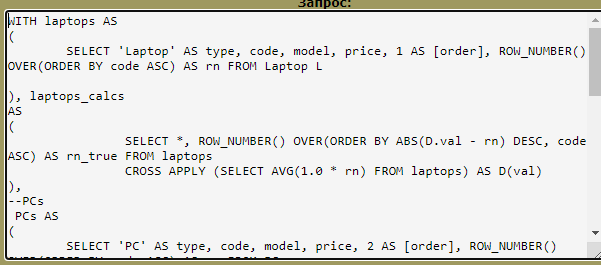 Запрос:
WITH laptops AS
(
SELECT 'Laptop' AS type, code, model, price, 1 AS [order], ROW_NUMBER()
OVER(ORDER BY code ASC) AS rn FROM Laptop L
), laptops_calcs
AS
(
SELECT *, ROW_NUMBER() OVER(ORDER BY ABS(D.val - rn) DESC, code
ASC) AS rn_true FROM laptops
CROSS APPLY (SELECT AVG(1.0 * rn) FROM laptops) AS D(val)
),
--PCs
PCs AS
(
SELECT 'PC' AS type, code, model, price, 2 AS [order], ROW_NUMBER()